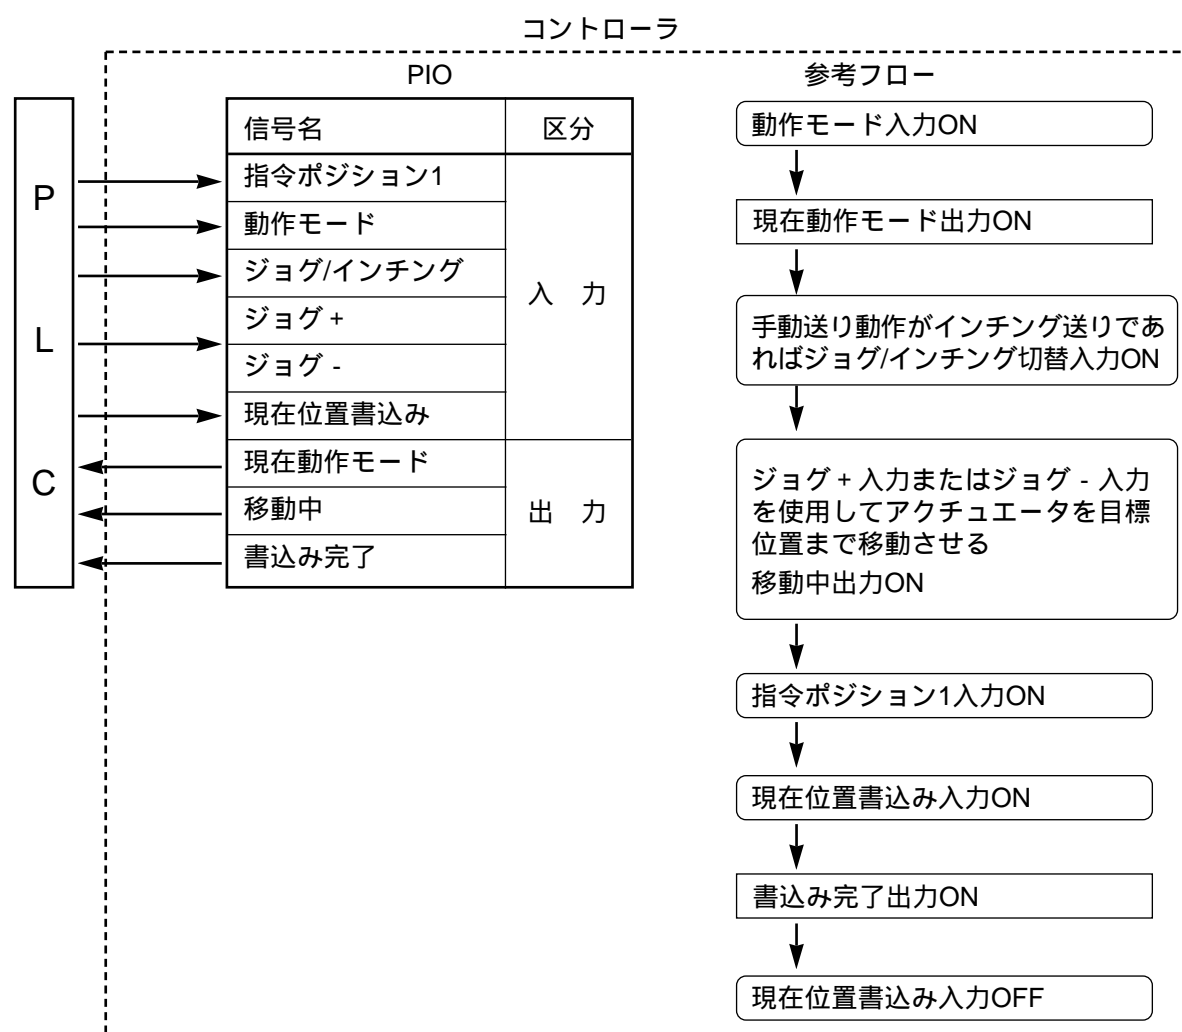 コントローラ
PIO
参考フロー
P
L
C
信号名
区分
指令ポジション1
動作モード
ジョグ/インチング
ジョグ +
ジョグ -
現在位置書込み
入 力
現在動作モード
移動中
書込み完了
出 力
動作モード入力ON
現在動作モード出力ON
手動送り動作がインチング送りであ
ればジョグ/インチング切替入力ON
ジョグ + 入力またはジョグ - 入力
を使用してアクチュエータを目標
位置まで移動させる
移動中出力ON
指令ポジション1入力ON
現在位置書込み入力ON
書込み完了出力ON
現在位置書込み入力OFF